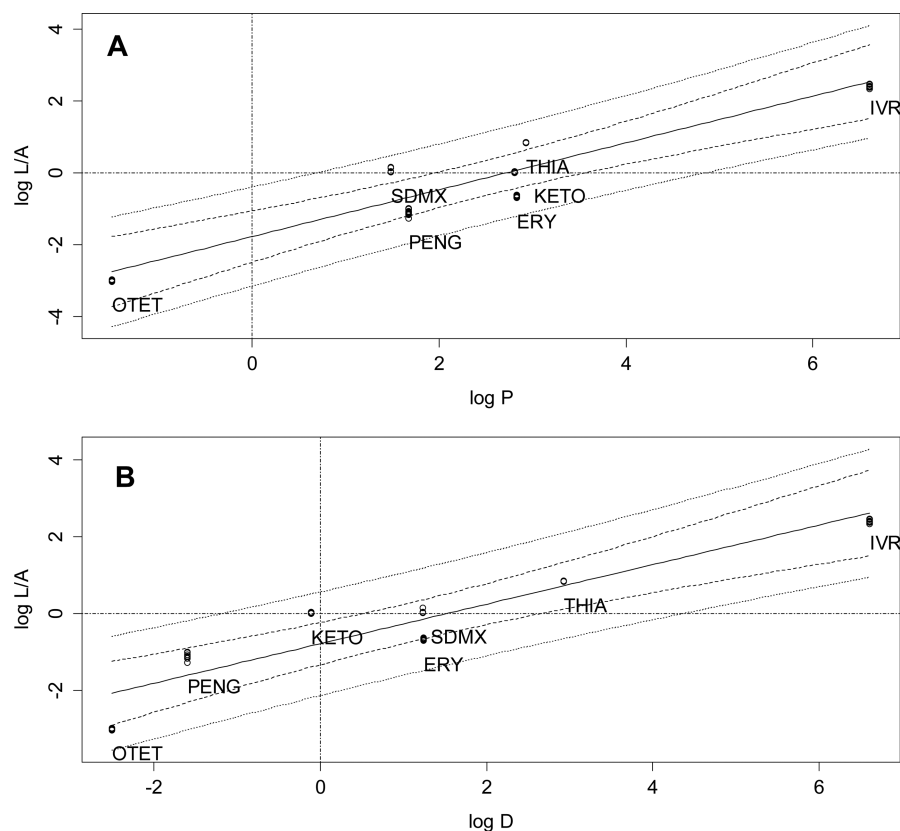 A
log L/A
4
2
0
-2
-4
IVR
THIA
SDMX
KETO
ERY
PENG
OTET
0
2
4
6
log P
B
log L/A
4
2
0
-2
IVR
THIA
KETO
SDMX
ERY
PENG
OTET
-2
0
2
4
6
log D